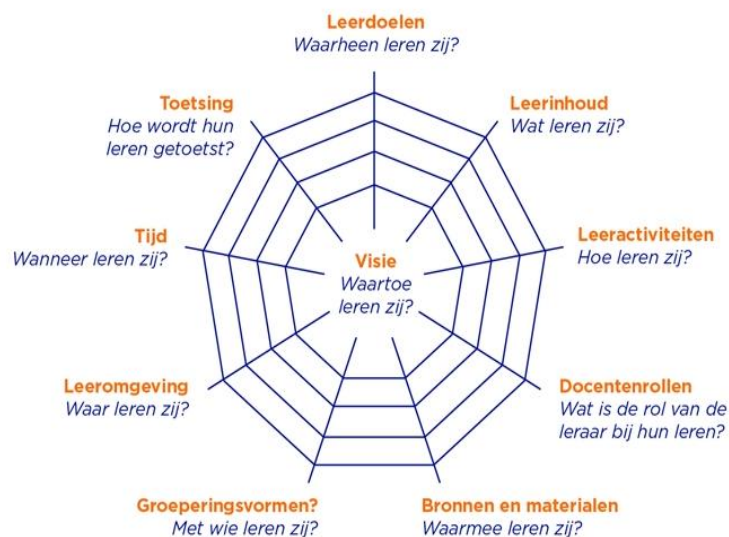 Leerdoelen
Waarheen leren zij?
Leerinhoud
Wat leren zij?
Leeractiviteiten
Hoe leren zij?
Docentenrollen
Wat is de rol van de
leraar bij hun leren?
Bronnen en materialen
Waarmee leren zij?
Groeperingsvormen?
Met wie leren zij?
Leeromgeving
Waar leren zij?
Tijd
Wanneer leren zij?
Toetsing
Hoe wordt hun
leren getoetst?
Visie
Waartoe
leren zij?